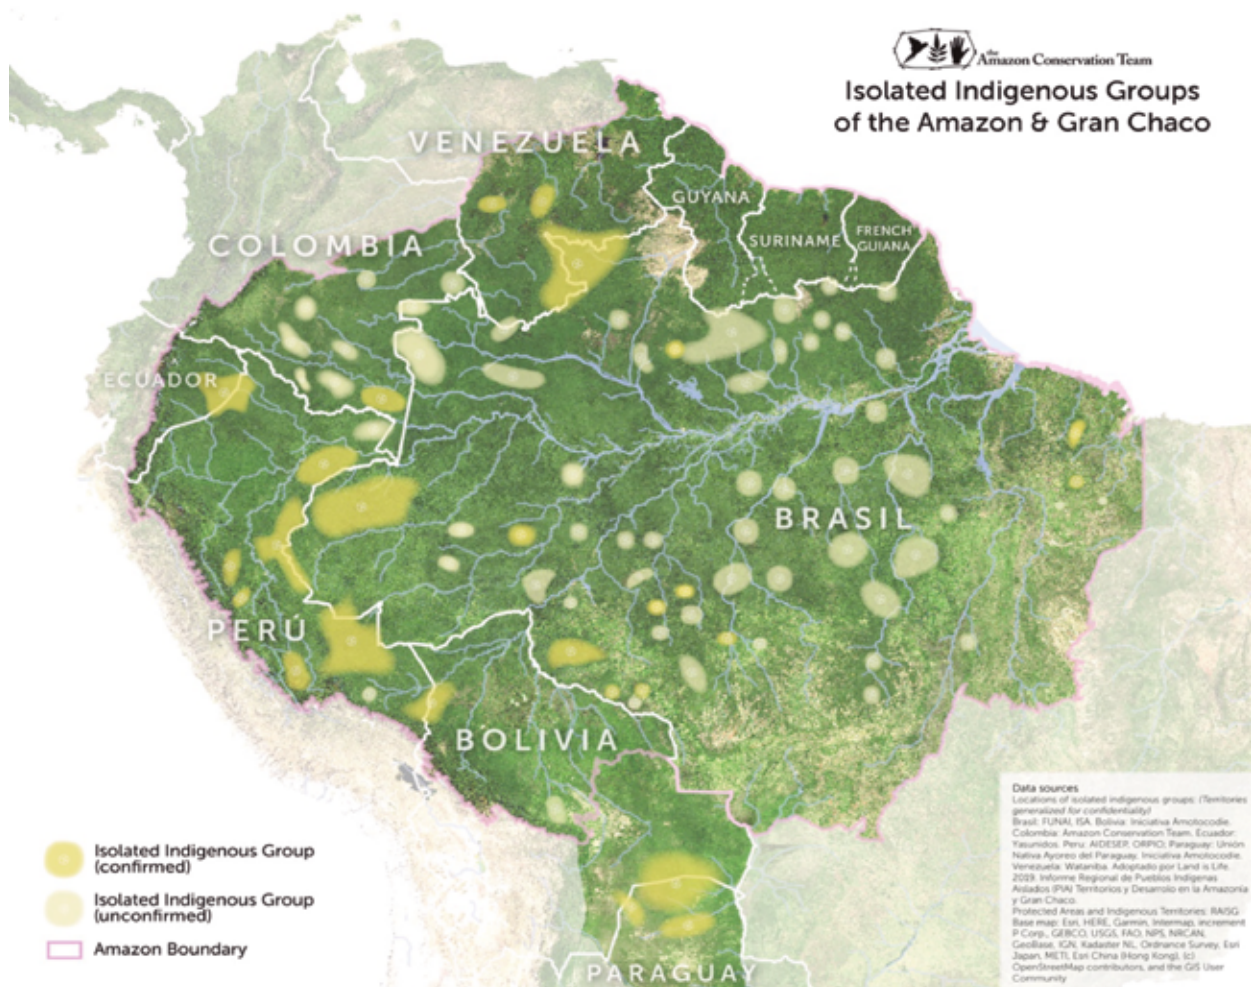 the
Amazon Conservation Team
Isolated Indigenous Groups
of the Amazon & Gran Chaco
VENEZUELA
GUYANA
SURINAME
FRENCH
GUIANA
COLOMBIA
ECUADOR
BRASIL
PERÚ
BOLIVIA
PARAGUAY
Isolated Indigenous Group
(confirmed)
Isolated Indigenous Group
(unconfirmed)
Amazon Boundary
Data sources
Locations of isolated indigenous groups: (Territories
generalized for confidentiality)
Brasil: FUNAI, ISA. Bolivia: Iniciativa Amotocodie.
Colombia: Amazon Conservation Team. Ecuador:
Yasunidos. Peru: AIDESEP, ORPIO; Paraguay: Unión
Nativa Ayoreo del Paraguay, Iniciativa Amotocodie.
Venezuela: Wataniba. Adoptado por Land is Life.
2019. Informe Regional de Pueblos Indígenas
Aislados (PIA) Territorios y Desarrollo en la Amazonía
y Gran Chaco.
Protected Areas and Indigenous Territories: RAISG
Base map: Esri, HERE, Garmin, Intermap, increment
P Corp., GEBCO, USGS, FAO, NPS, NRCAN,
GeoBase, IGN, Kadaster NL, Ordnance Survey, Esri
Japan, METI, Esri China (Hong Kong), (c)
OpenStreetMap contributors, and the GIS User
Community